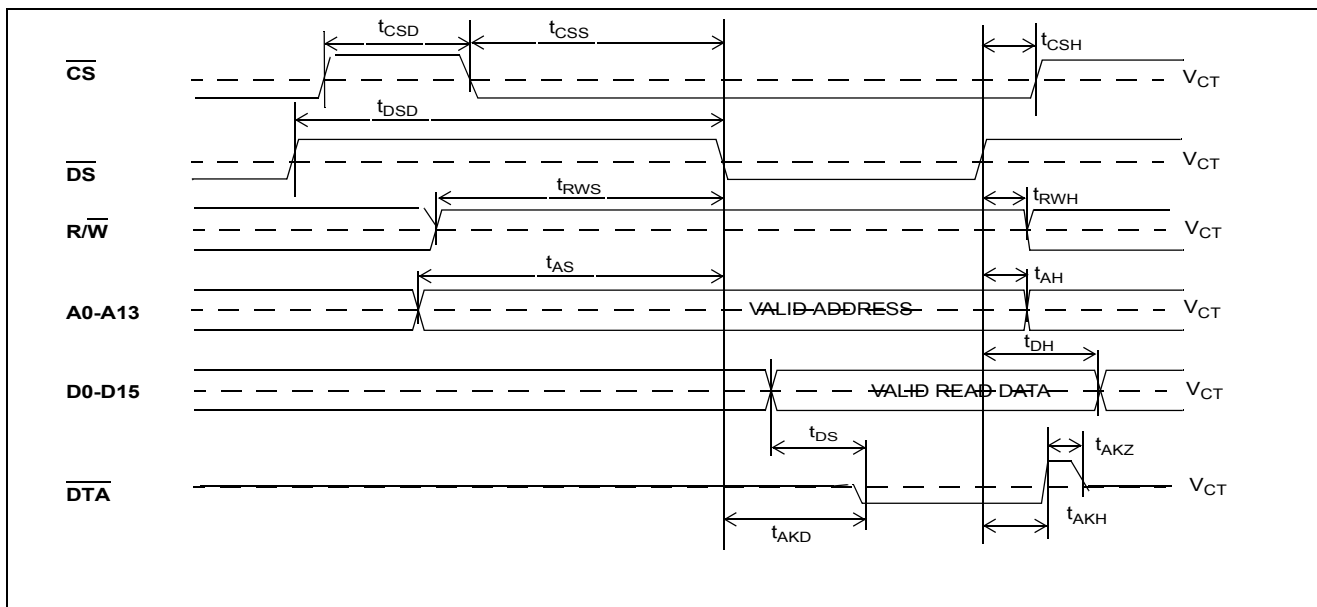 tCSD tCSS tCSH
CS VCT
tDSD
DS VCT
tRWS tRWH
R/W VCT
tAS tAH
A0-A13 VALID ADDRESS VCT
tDH
D0-D15 VALID READ DATA VCT
tDS tAKZ
DTA VCT
tAKD tAKH